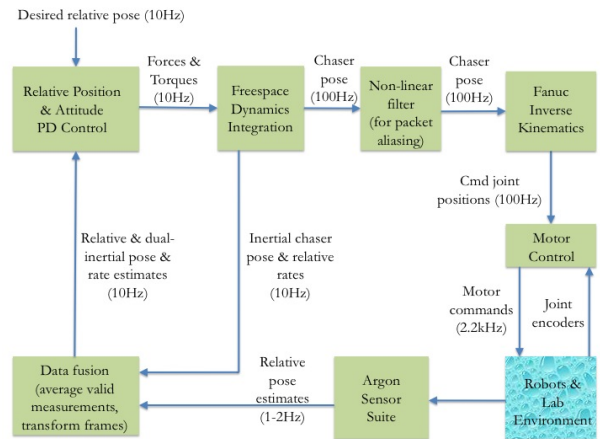 Desired relative pose (10Hz)
Relative Position
& Attitude
PD Control
Forces &
Torques
(10Hz)
Freespace
Dynamics
Integration
Chaser
pose
(100Hz)
Non-linear
filter
(for packet
aliasing)
Chaser
pose
(100Hz)
Fanuc
Inverse
Kinematics
Cmd joint
positions (100Hz)
Motor
Control
Motor
commands
(2.2kHz)
Joint
encoders
Relative & dual-
inertial pose &
rate estimates
(10Hz)
Inertial chaser
pose & relative
rates
(10Hz)
Data fusion
(average valid
measurements,
transform frames)
Relative
pose
estimates
(1-2Hz)
Argon
Sensor
Suite
Robots &
Lab
Environment